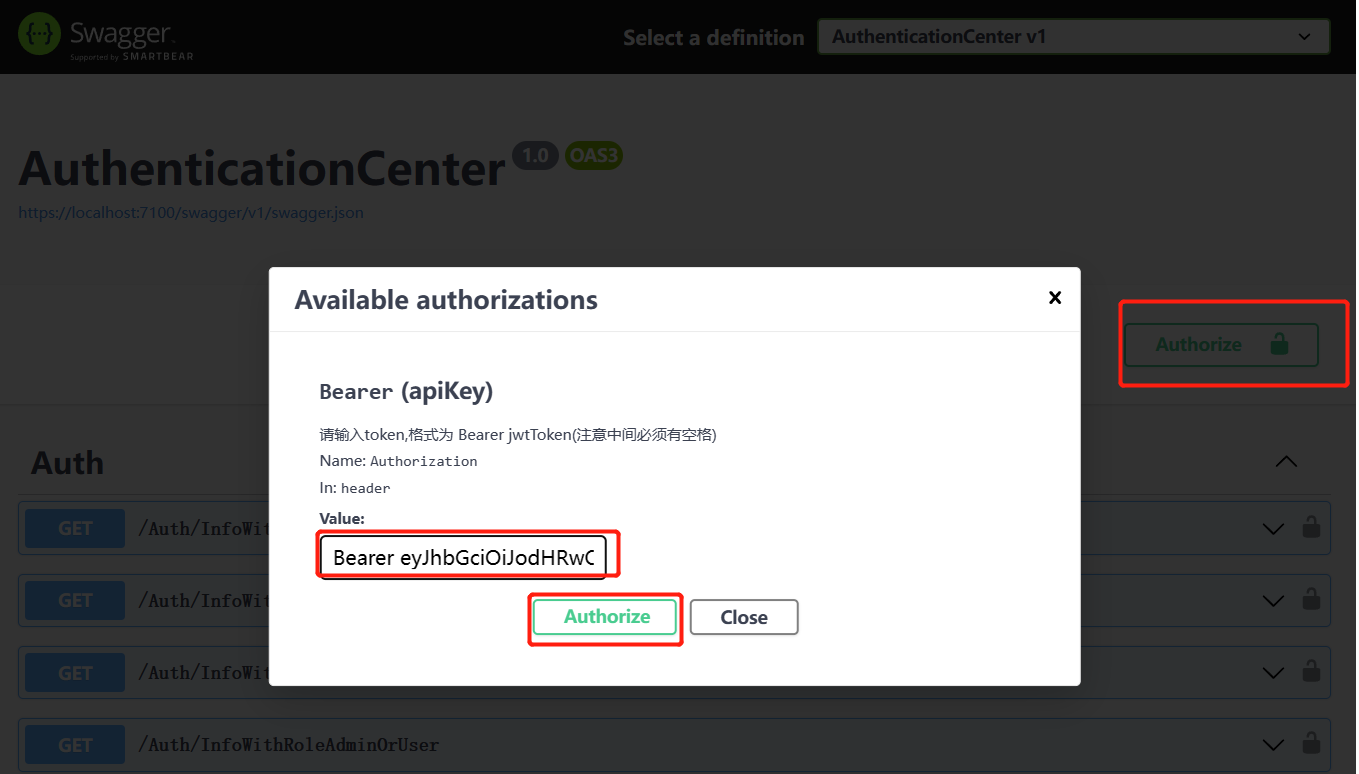 Swagger
Supported by SMARTBEAR
Select a definition
AuthenticationCenter v1
AuthenticationCenter 1.0 OAS3
https://localhost:7100/swagger/v1/swagger.json
Available authorizations
Authorize
Bearer (apiKey)
请输入token,格式为 Bearer jwtToken(注意中间必须有空格)
Name: Authorization
In: header
Value:
Bearer eyJhbGciOiJodHRwC
Authorize Close
Auth
GET /Auth/InfoWit
GET /Auth/InfoWit
GET /Auth/InfoWit
GET /Auth/InfoWithRoleAdminOrUser